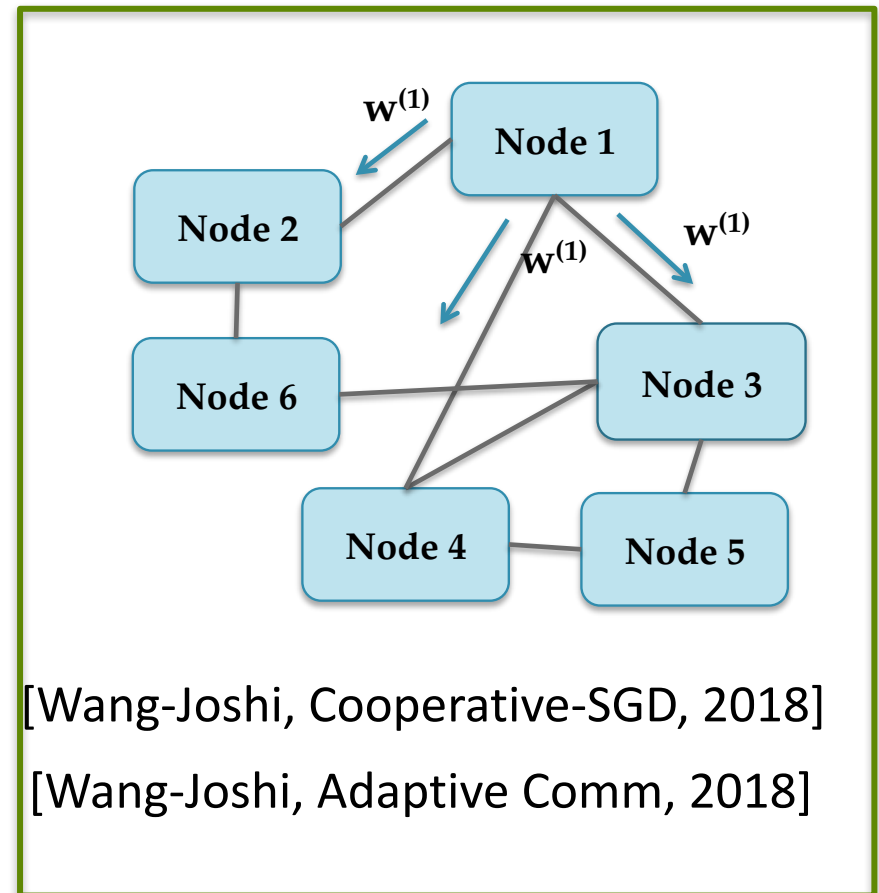 w(1)
Node 1
Node 2
w(1)
w(1)
Node 6
Node 3
Node 4
Node 5
[Wang-Joshi, Cooperative-SGD, 2018]
[Wang-Joshi, Adaptive Comm, 2018]